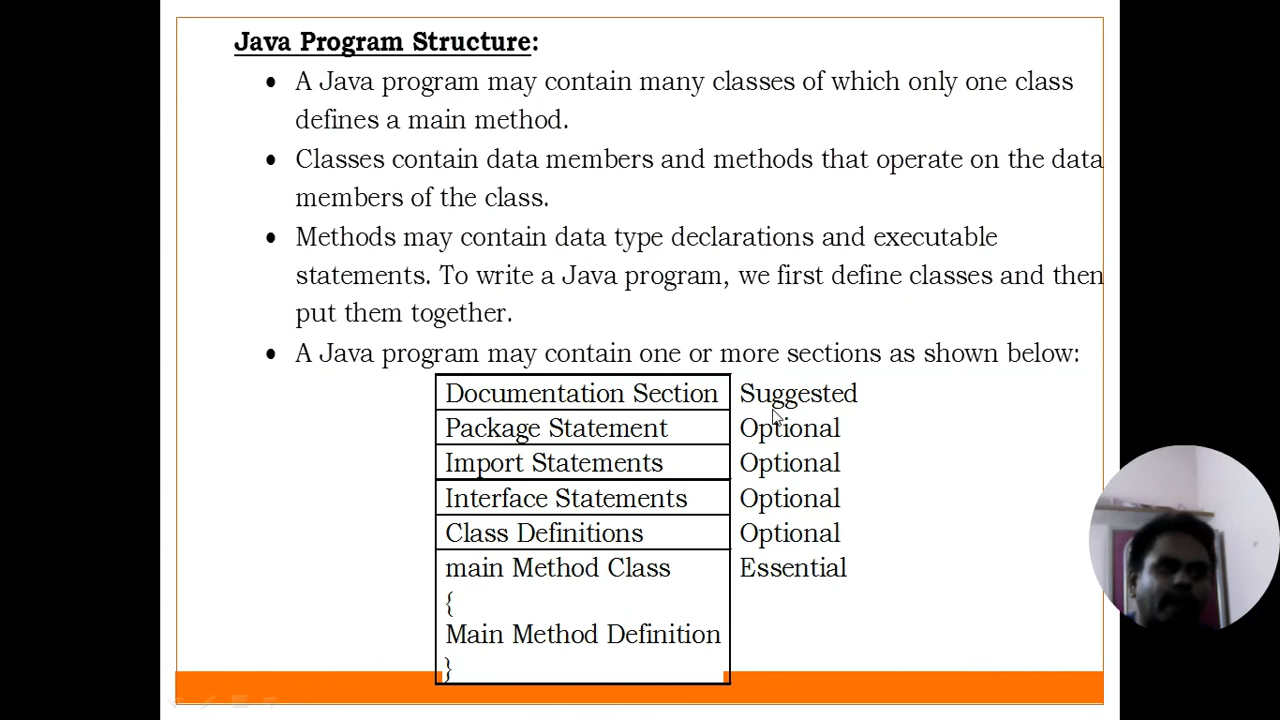 Java Program Structure:
• A Java program may contain many classes of which only one class
defines a main method.
• Classes contain data members and methods that operate on the data
members of the class.
• Methods may contain data type declarations and executable
statements. To write a Java program, we first define classes and then
put them together.
• A Java program may contain one or more sections as shown below:
Documentation Section Suggested
Package Statement Optional
Import Statements Optional
Interface Statements Optional
Class Definitions Optional
main Method Class Essential
{
Main Method Definition
}